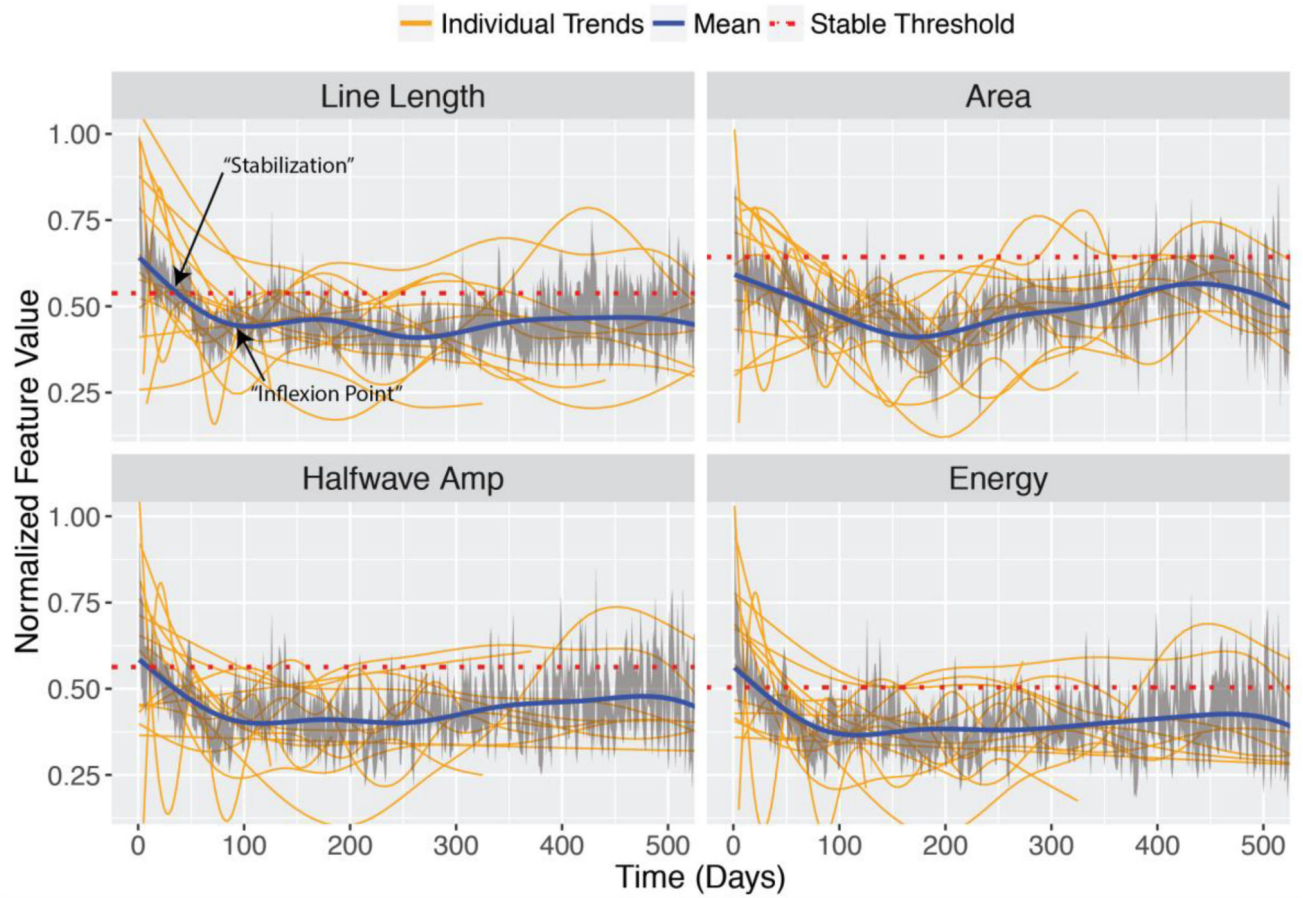 Individual Trends Mean Stable Threshold
Line Length
Area
1.00
0.75
0.50
0.25
“Stabilization”
“Inflexion Point”
Halfwave Amp
Energy
1.00
0.75
0.50
0.25
0 100 200 300 400 500
0 100 200 300 400 500
Time (Days)
Normalized Feature Value